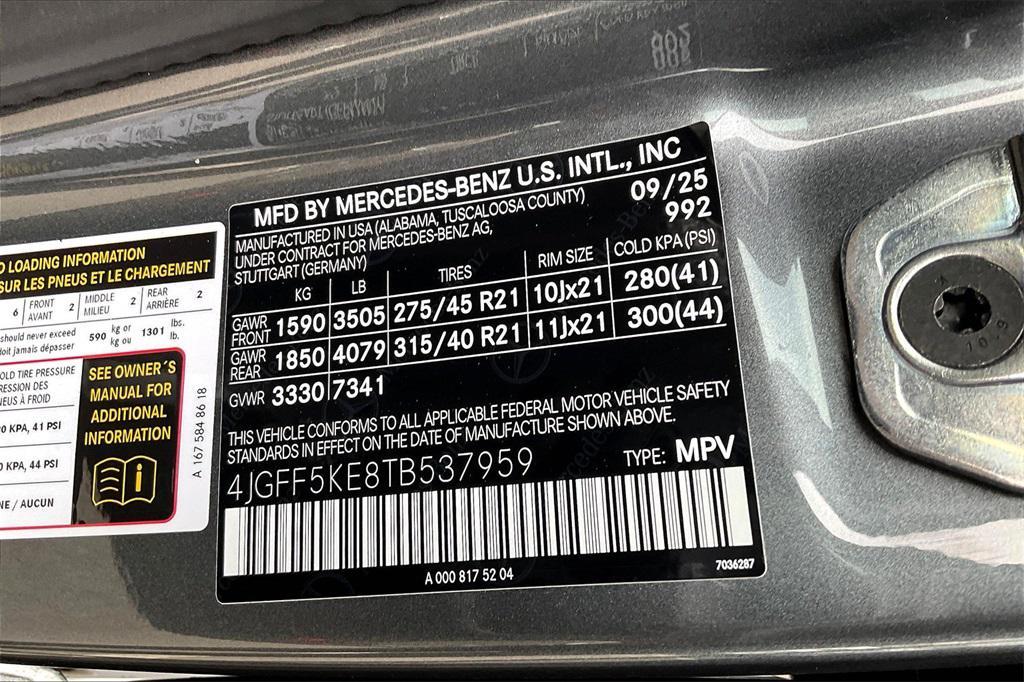 MFD BY MERCEDES-BENZ U.S. INTL., INC
MANUFACTURED IN USA (ALABAMA, TUSCALOOSA COUNTY) 09/25
UNDER CONTRACT FOR MERCEDES-BENZ AG, 992
STUTTGART (GERMANY)
KG LB TIRES RIM SIZE COLD KPA (PSI)
GAWR FRONT 1590 3505 275/45 R21 10Jx21 280(41)
GAWR REAR 1850 4079 315/40 R21 11Jx21 300(44)
GVWR 3330 7341
THIS VEHICLE CONFORMS TO ALL APPLICABLE FEDERAL MOTOR VEHICLE SAFETY
STANDARDS IN EFFECT ON THE DATE OF MANUFACTURE SHOWN ABOVE.
4JGFF5KE8TB537959 TYPE: MPV
A 000 817 52 04
7036287
LOADING INFORMATION
SUR LES PNEUS ET LE CHARGEMENT
6 FRONT AVANT 2 MIDDLE MILIEU 2 REAR ARRIÈRE 2
should never exceed 590 kg or 1301 lbs.
doit jamais dépasser kg ou lb.
TIRE PRESSURE
DES
À FROID
KPA, 41 PSI
KPA, 44 PSI
/ AUCUN
SEE OWNER´S
MANUAL FOR
ADDITIONAL
INFORMATION
A 167 584 86 18
10.9